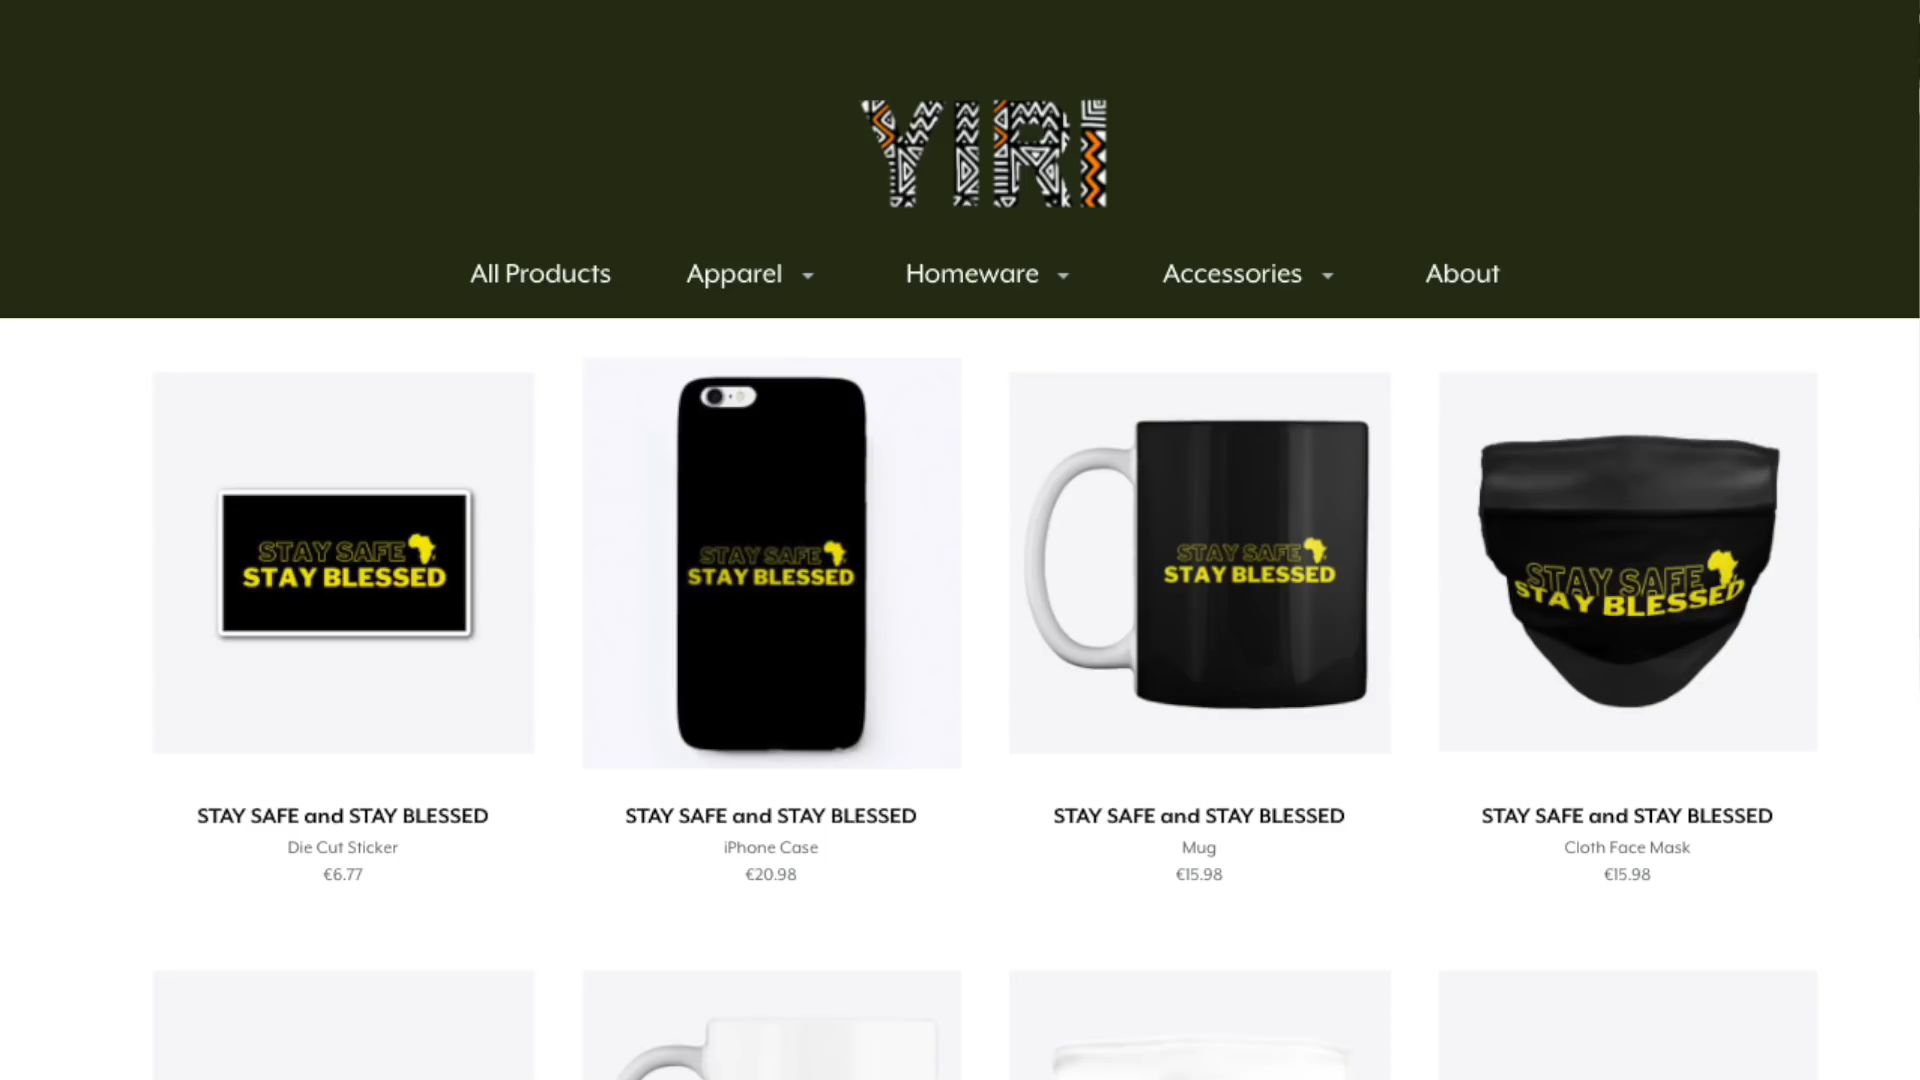 YIRI
All Products Apparel Homeware Accessories About
STAY SAFE
STAY BLESSED
STAY SAFE
STAY BLESSED
STAY SAFE
STAY BLESSED
STAY SAFE
STAY BLESSED
STAY SAFE and STAY BLESSED
Die Cut Sticker
€6.77
STAY SAFE and STAY BLESSED
iPhone Case
€20.98
STAY SAFE and STAY BLESSED
Mug
€15.98
STAY SAFE and STAY BLESSED
Cloth Face Mask
€15.98